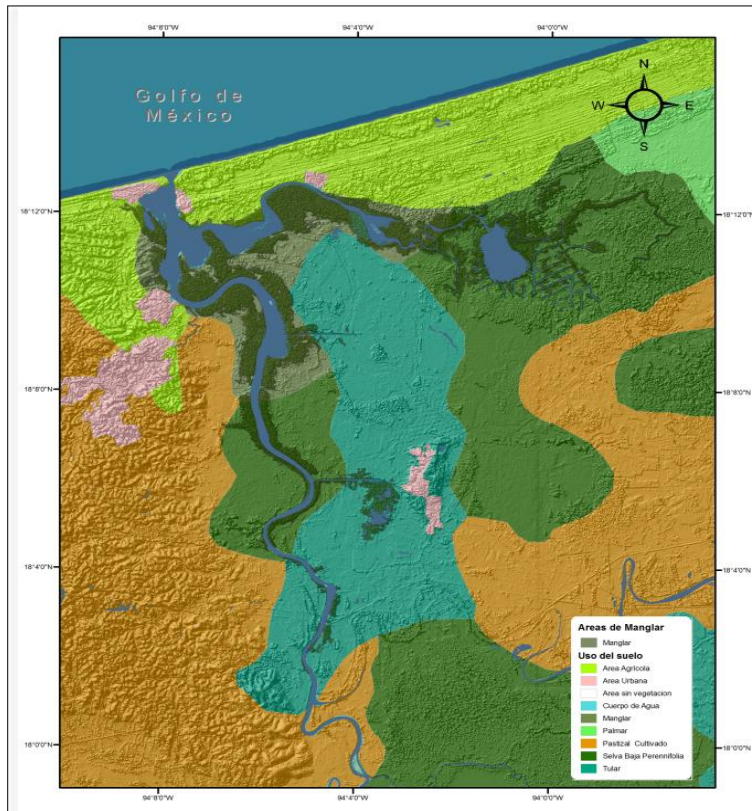 94°8'0"W 94°4'0"W 94°0'0"W
Golfo de
México
N
W E
S
18°12'0"N 18°12'0"N
18°8'0"N 18°8'0"N
18°4'0"N 18°4'0"N
Areas de Manglar
Manglar
Uso del suelo
Area Agrícola
Area Urbana
Area sin vegetacion
Cuerpo de Agua
Manglar
Palmar
Pastizal Cultivado
Selva Baja Perennifolia
Tular
18°0'0"N 18°0'0"N
94°8'0"W 94°4'0"W 94°0'0"W